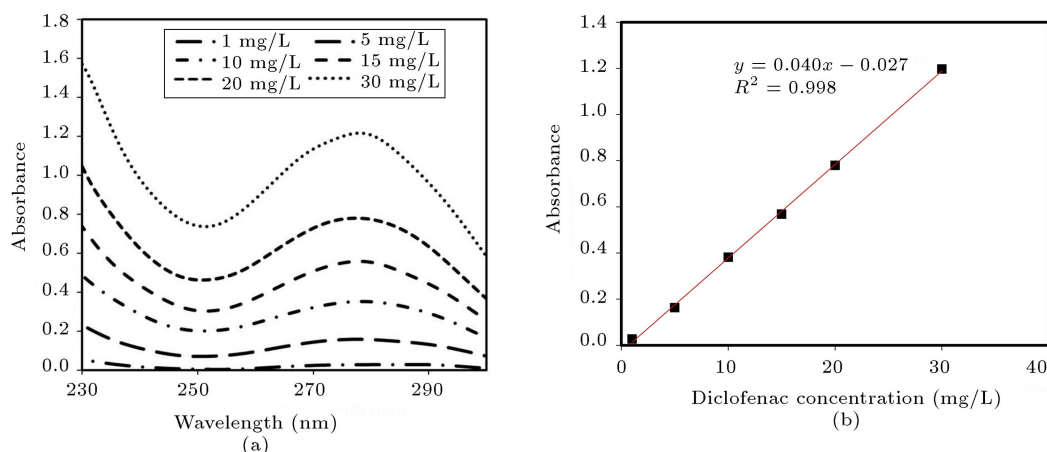 1.8
1.6
1.4
1.2
1.0
0.8
0.6
0.4
0.2
0.0
Absorbance
1 mg/L 5 mg/L
10 mg/L 15 mg/L
20 mg/L 30 mg/L
230 250 270 290
Wavelength (nm)
(a)
1.4
1.2
1.0
0.8
0.6
0.4
0.2
0.0
Absorbance
y = 0.040x − 0.027
R² = 0.998
0 10 20 30 40
Diclofenac concentration (mg/L)
(b)